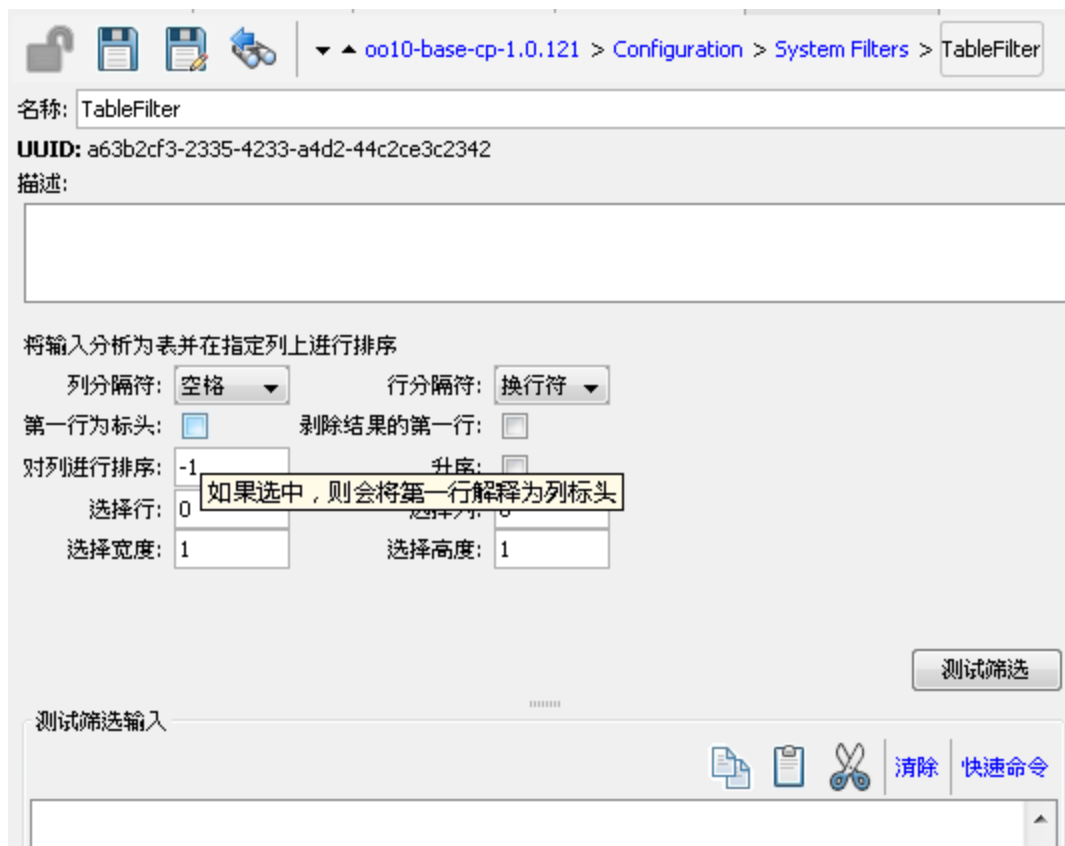 oo10-base-cp-1.0.121 > Configuration > System Filters > TableFilter
名称: TableFilter
UUID: a63b2cf3-2335-4233-a4d2-44c2ce3c2342
描述:
将输入分析为表并在指定列上进行排序
列分隔符: 空格 行分隔符: 换行符
第一行为标头: 剥除结果的第一行:
对列进行排序: -1 升序:
如果选中，则会将第一行解释为列标头
选择行: 0 选择列: 0
选择宽度: 1 选择高度: 1
测试筛选
测试筛选输入
清除 快速命令